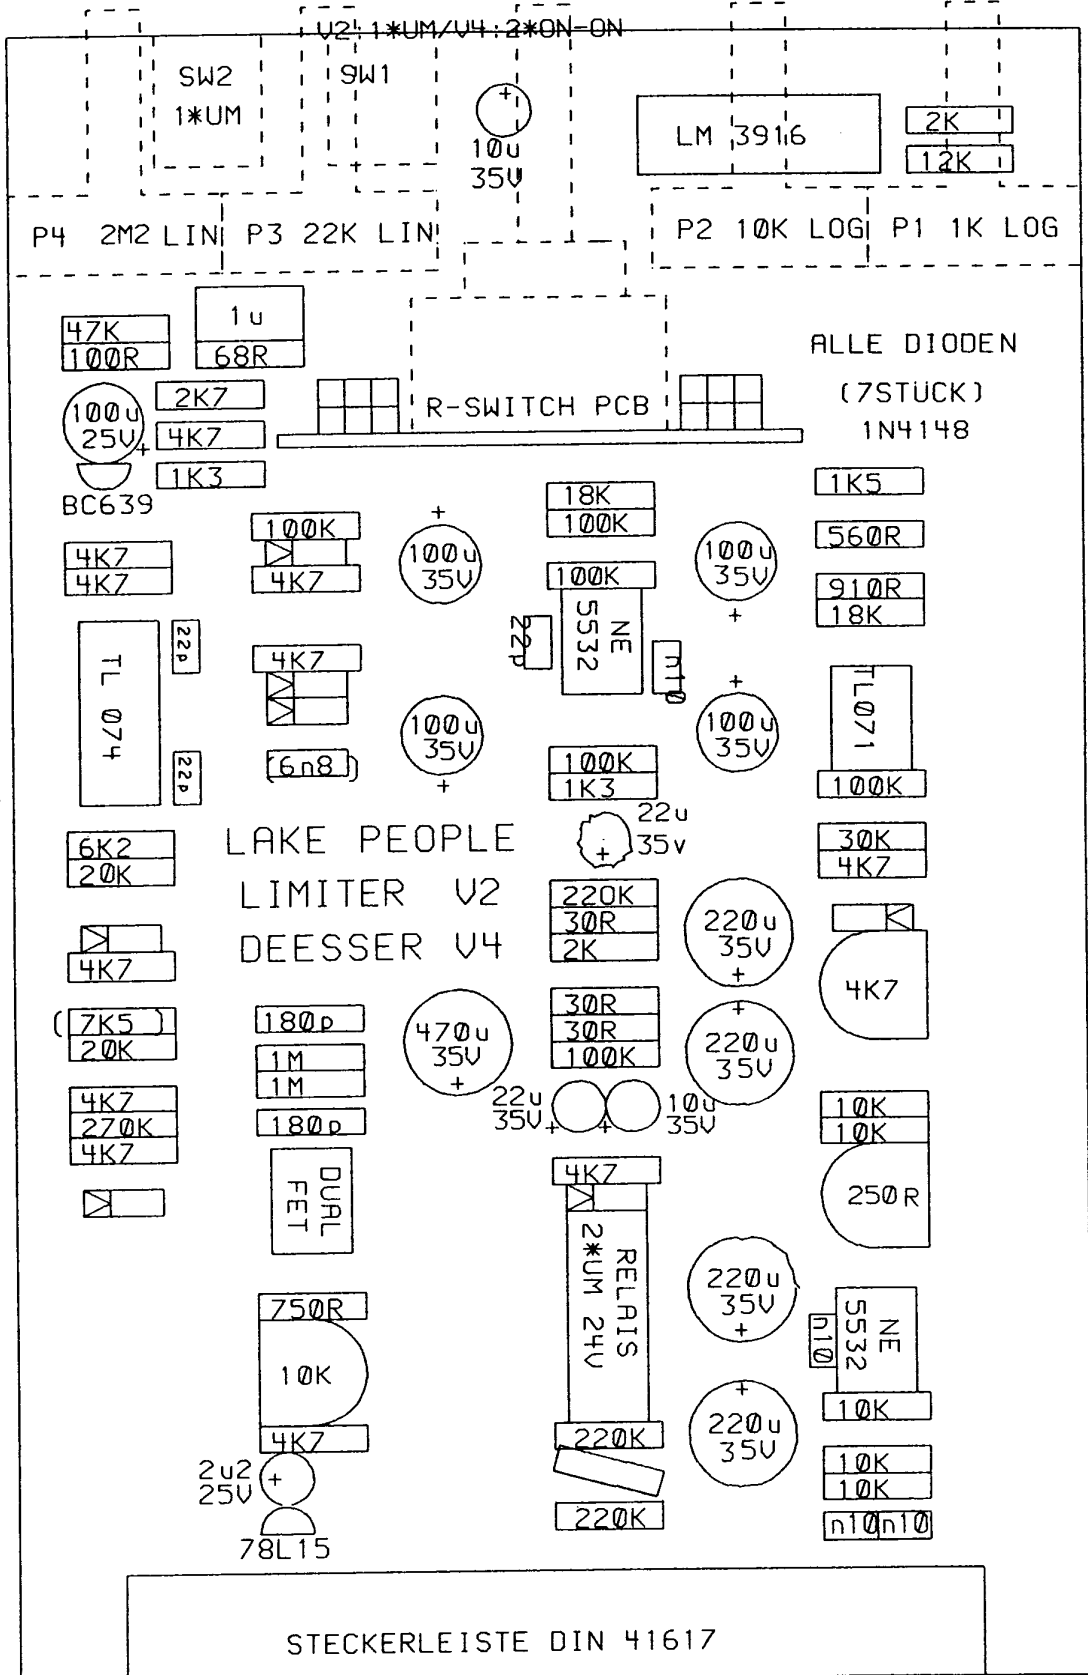 V2:1*UM/V4:2*ON-ON
SW2
1*UM
SW1
+
10u
35V
LM 3916
2K
12K
P4 2M2 LIN
P3 22K LIN
P2 10K LOG
P1 1K LOG
47K
100R
1u
68R
ALLE DIODEN
(7STÜCK)
1N4148
100u
25V
+
2K7
4K7
1K3
BC639
R-SWITCH PCB
1K5
560R
910R
18K
18K
100K
100K
4K7
+
100u
35V
100u
35V
+
4K7
4K7
100K
NE
5532
22p
n10
TL 074
22p
22p
4K7
(6n8)
100u
35V
+
+
100u
35V
TL071
100K
100K
1K3
22u
35v
+
6K2
20K
LAKE PEOPLE
LIMITER V2
DEESSER V4
30K
4K7
220K
30R
2K
220u
35V
+
4K7
4K7
(7K5)
20K
180p
1M
1M
180p
470u
35V
+
30R
30R
100K
+
220u
35V
22u
35V
+
+
10u
35V
4K7
270K
4K7
10K
10K
250R
DUAL
FET
4K7
RELAIS
2*UM 24V
220u
35V
+
NE
5532
n10
750R
10K
4K7
+
220u
35V
10K
220K
220K
10K
10K
n10
n10
2u2
25V
+
78L15
STECKERLEISTE DIN 41617